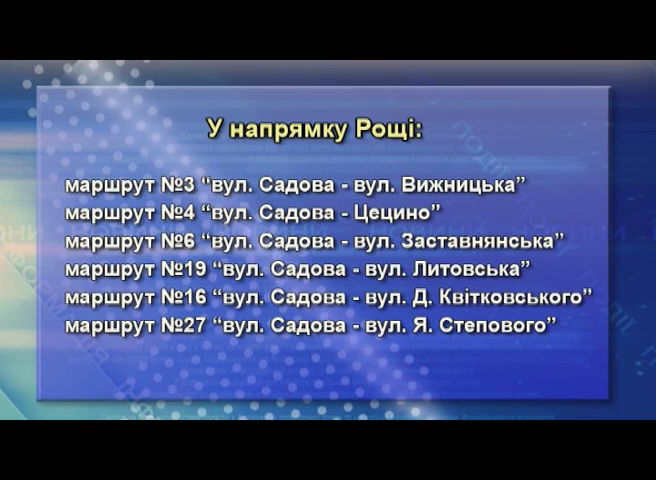 У напрямку Рощі:
маршрут №3 “вул. Садова - вул. Вижницька”
маршрут №4 “вул. Садова - Цецино”
маршрут №6 “вул. Садова - вул. Заставнянська”
маршрут №19 “вул. Садова - вул. Литовська”
маршрут №16 “вул. Садова - вул. Д. Квітковського”
маршрут №27 “вул. Садова - вул. Я. Степового”